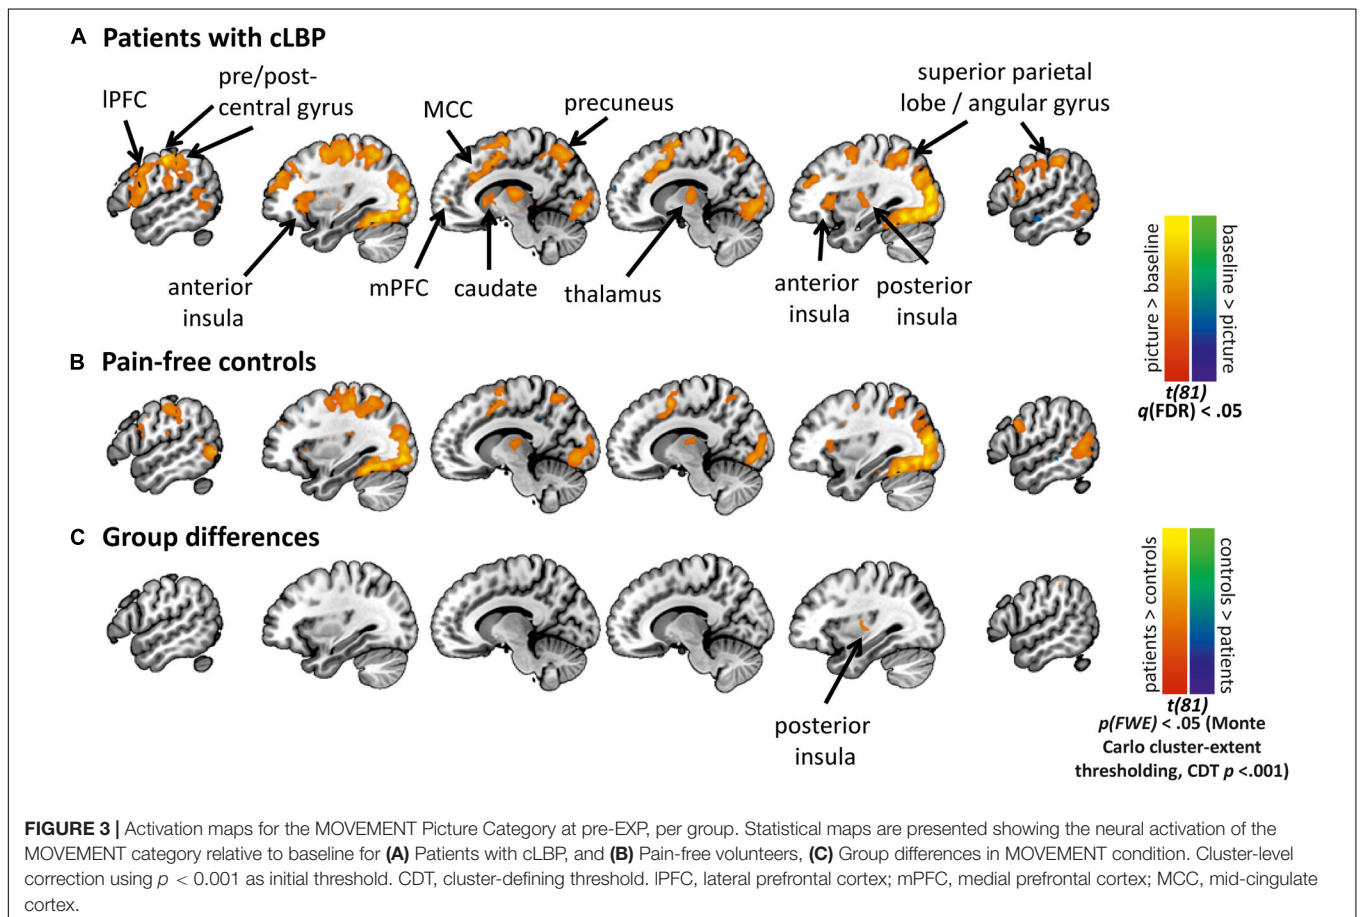 A Patients with cLBP
lPFC
pre/post-
central gyrus
MCC
precuneus
superior parietal
lobe / angular gyrus
anterior
insula
mPFC
caudate
thalamus
anterior
insula
posterior
insula
picture > baseline
baseline > picture
t(81)
q(FDR) < .05
B Pain-free controls
C Group differences
posterior
insula
patients > controls
controls > patients
t(81)
p(FWE) < .05 (Monte
Carlo cluster-extent
thresholding, CDT p <.001)
FIGURE 3 | Activation maps for the MOVEMENT Picture Category at pre-EXP, per group. Statistical maps are presented showing the neural activation of the
MOVEMENT category relative to baseline for (A) Patients with cLBP, and (B) Pain-free volunteers, (C) Group differences in MOVEMENT condition. Cluster-level
correction using p < 0.001 as initial threshold. CDT, cluster-defining threshold. lPFC, lateral prefrontal cortex; mPFC, medial prefrontal cortex; MCC, mid-cingulate
cortex.